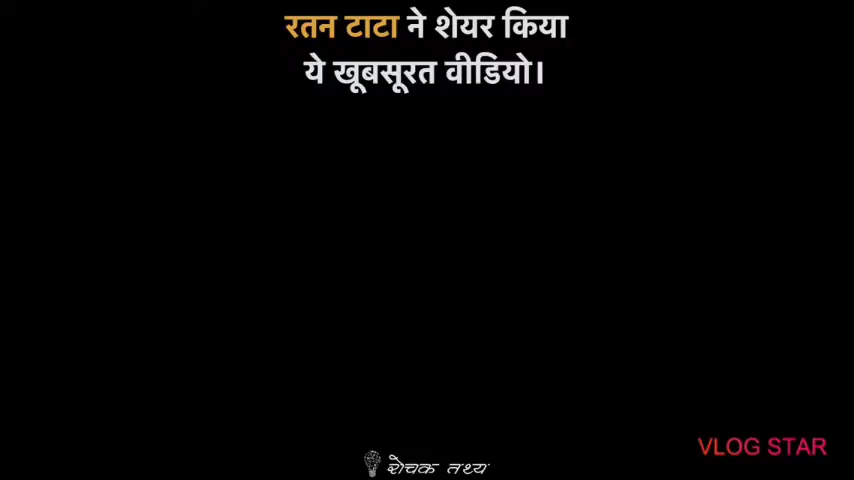 रतन टाटा ने शेयर किया
ये खूबसूरत वीडियो।
VLOG STAR
रोचक तथ्य